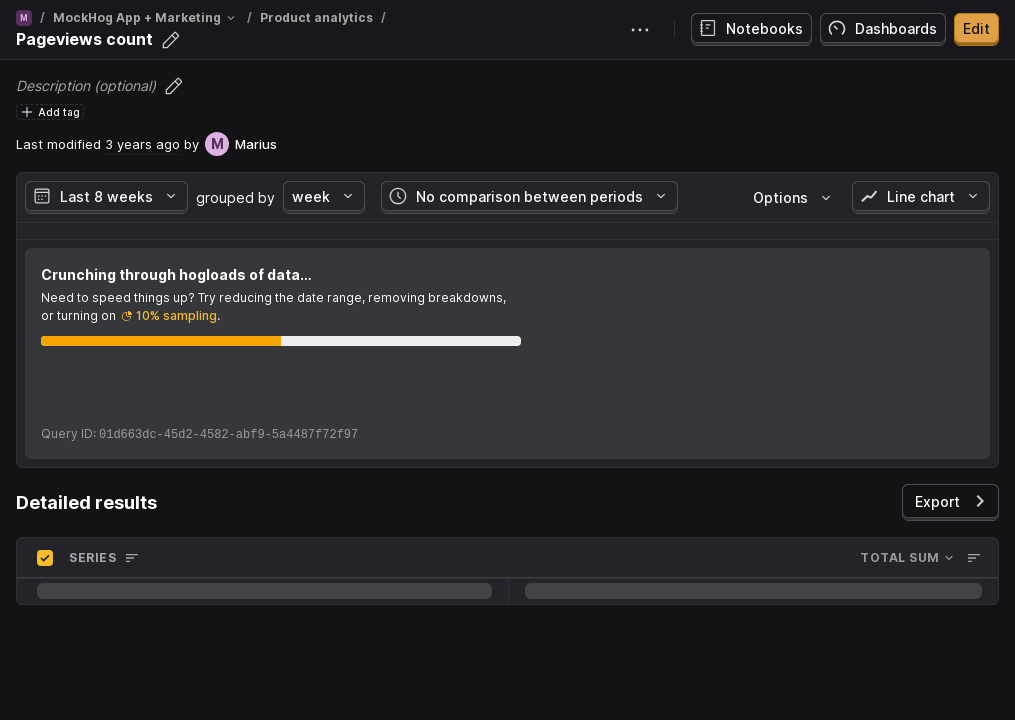 M / MockHog App + Marketing / Product analytics /
Pageviews count
Notebooks Dashboards Edit
Description (optional)
Add tag
Last modified 3 years ago by M Marius
Last 8 weeks grouped by week No comparison between periods Options Line chart
Crunching through hogloads of data...
Need to speed things up? Try reducing the date range, removing breakdowns,
or turning on 10% sampling.
Query ID: 01d663dc-45d2-4582-abf9-5a4487f72f97
Detailed results
Export
SERIES TOTAL SUM